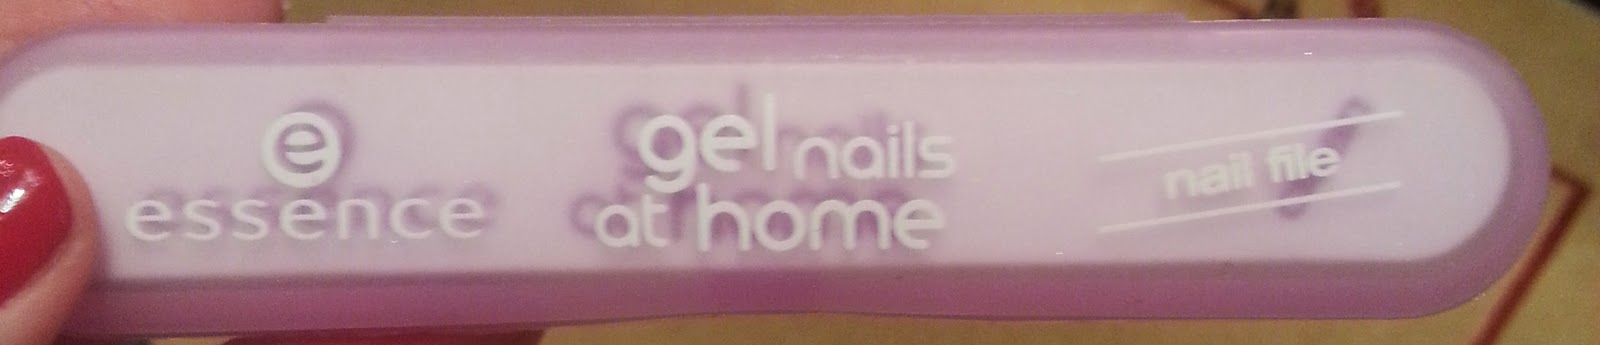 e
essence
gel nails
at home
nail file